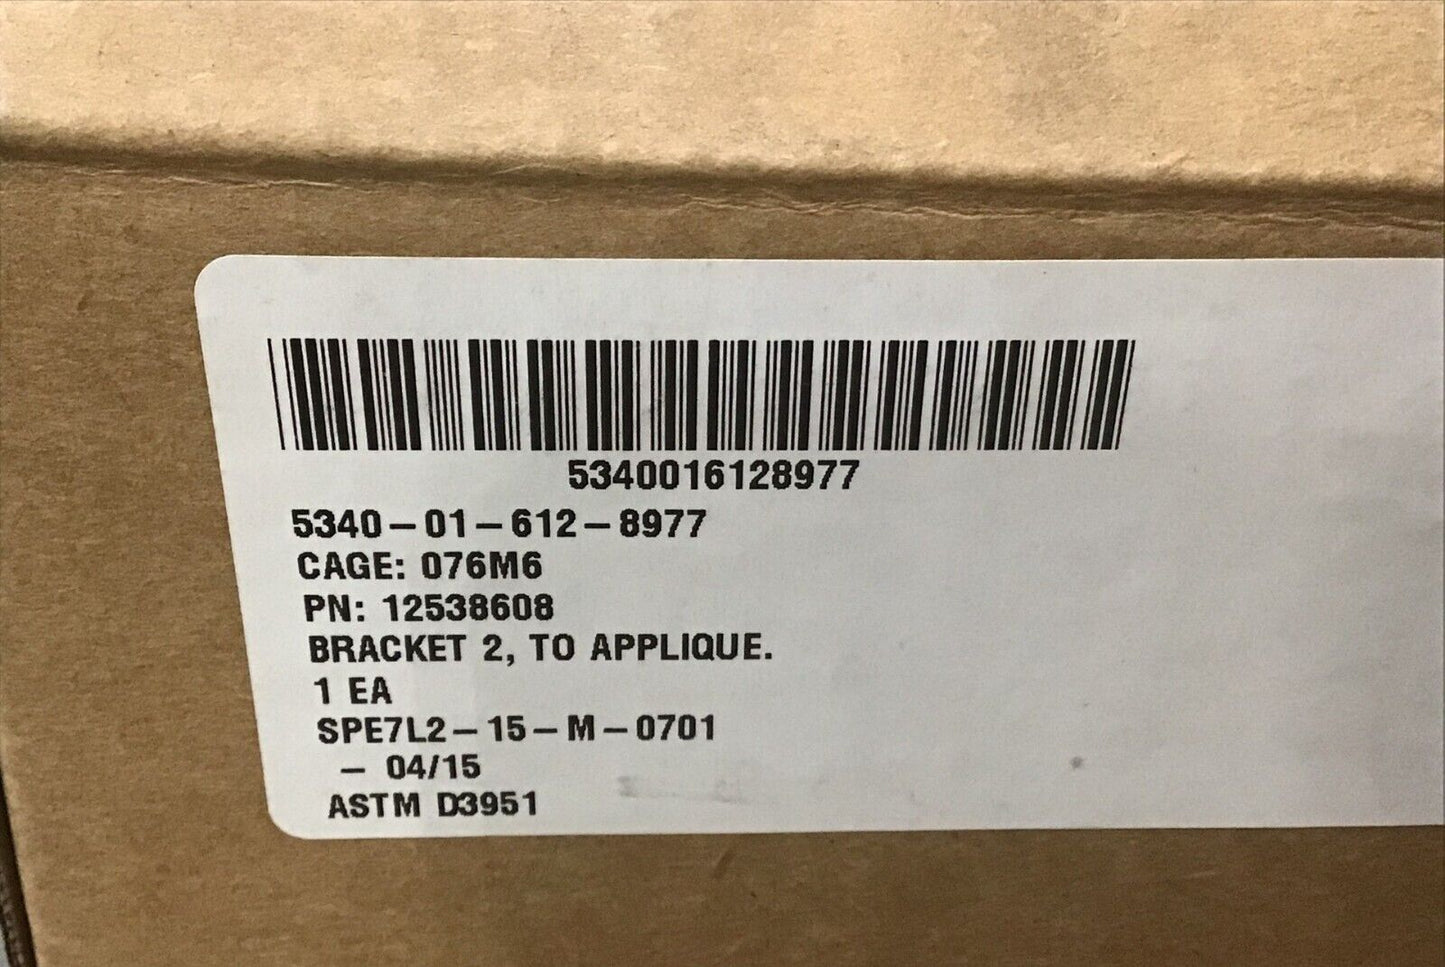 5340016128977
5340-01-612-8977
CAGE: 076M6
PN: 12538608
BRACKET 2, TO APPLIQUE.
1 EA
SPE7L2-15-M-0701
- 04/15
ASTM D3951